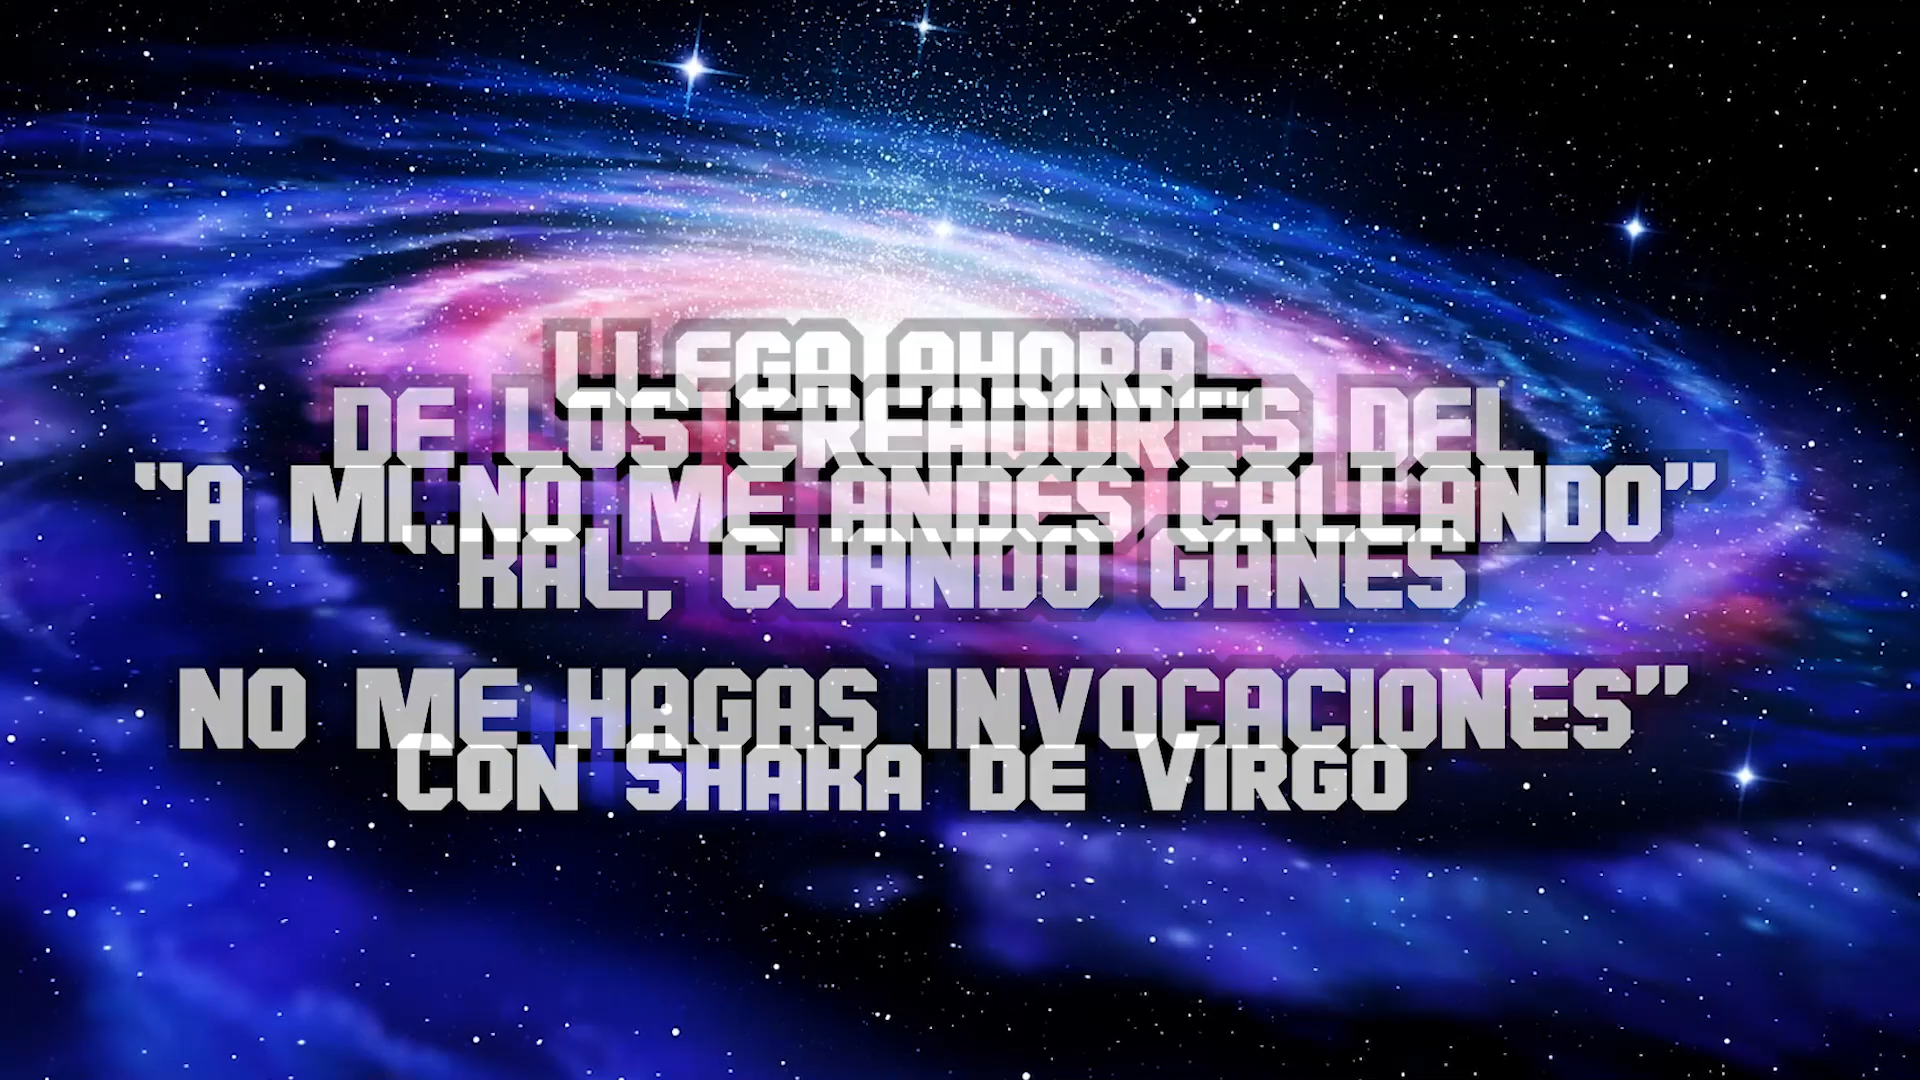 LLEGA AHORA,
DE LOS CREADORES DEL
"A MI NO ME ANDES CALLANDO"
"KAL, CUANDO GANES
NO ME HAGAS INVOCACIONES"
CON SHAKA DE VIRGO